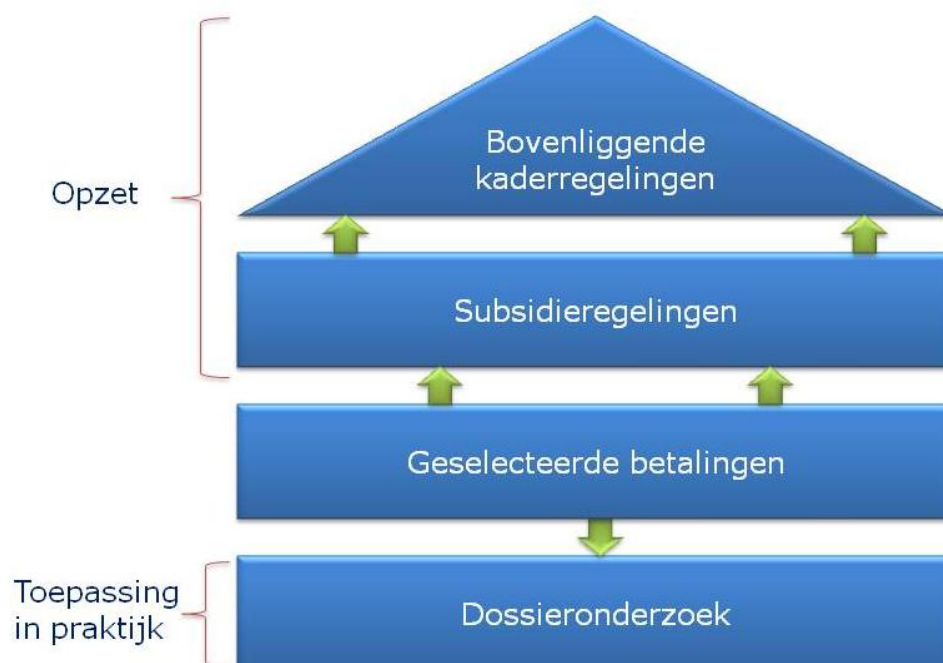 Opzet
Bovenliggende
kaderregelingen
Subsidieregelingen
Geselecteerde betalingen
Toepassing
in praktijk
Dossieronderzoek